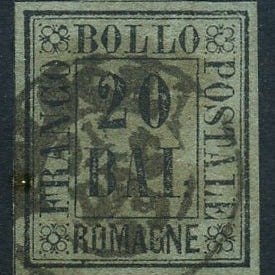 BOLLO
FRANCO
POSTALE
20
BAI
ROMAGNE